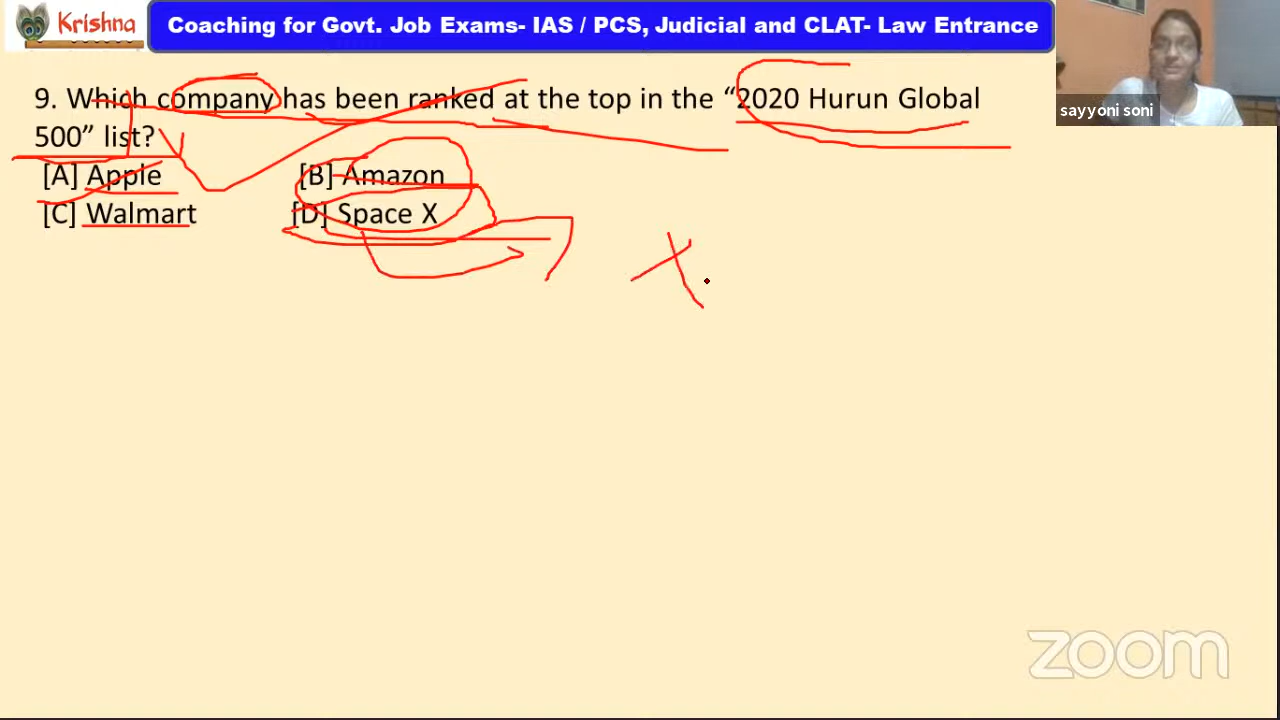 Krishna
Coaching for Govt. Job Exams- IAS / PCS, Judicial and CLAT- Law Entrance
sayyoni soni
9. Which company has been ranked at the top in the “2020 Hurun Global
500” list?
[A] Apple [B] Amazon
[C] Walmart [D] Space X
X
zoom